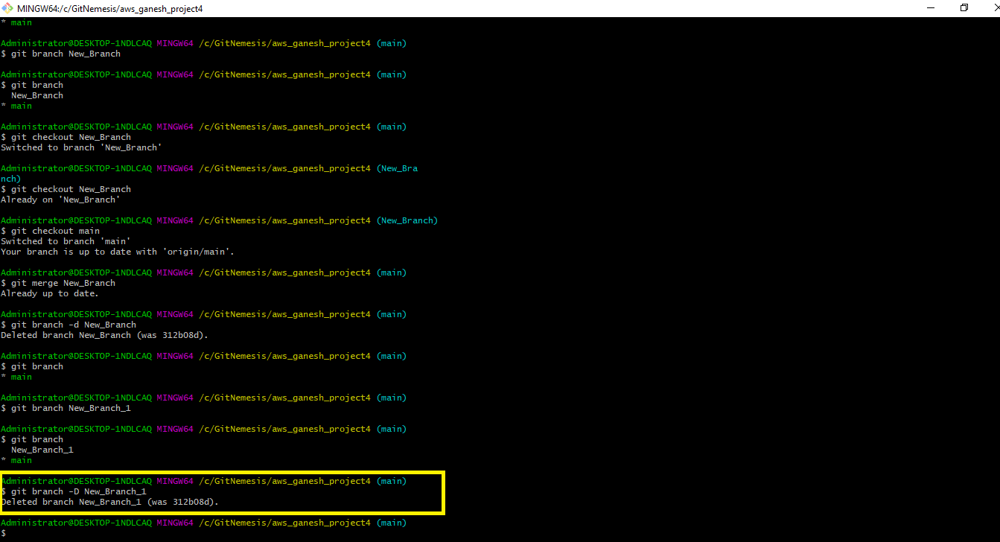 MINGW64:/c/GitNemesis/aws_ganesh_project4
* main
Administrator@DESKTOP-1NDLCAQ MINGW64 /c/GitNemesis/aws_ganesh_project4 (main)
$ git branch New_Branch
Administrator@DESKTOP-1NDLCAQ MINGW64 /c/GitNemesis/aws_ganesh_project4 (main)
$ git branch
  New_Branch
* main
Administrator@DESKTOP-1NDLCAQ MINGW64 /c/GitNemesis/aws_ganesh_project4 (main)
$ git checkout New_Branch
Switched to branch 'New_Branch'
Administrator@DESKTOP-1NDLCAQ MINGW64 /c/GitNemesis/aws_ganesh_project4 (New_Bra
nch)
$ git checkout New_Branch
Already on 'New_Branch'
Administrator@DESKTOP-1NDLCAQ MINGW64 /c/GitNemesis/aws_ganesh_project4 (New_Branch)
$ git checkout main
Switched to branch 'main'
Your branch is up to date with 'origin/main'.
Administrator@DESKTOP-1NDLCAQ MINGW64 /c/GitNemesis/aws_ganesh_project4 (main)
$ git merge New_Branch
Already up to date.
Administrator@DESKTOP-1NDLCAQ MINGW64 /c/GitNemesis/aws_ganesh_project4 (main)
$ git branch -d New_Branch
Deleted branch New_Branch (was 312b08d).
Administrator@DESKTOP-1NDLCAQ MINGW64 /c/GitNemesis/aws_ganesh_project4 (main)
$ git branch
* main
Administrator@DESKTOP-1NDLCAQ MINGW64 /c/GitNemesis/aws_ganesh_project4 (main)
$ git branch New_Branch_1
Administrator@DESKTOP-1NDLCAQ MINGW64 /c/GitNemesis/aws_ganesh_project4 (main)
$ git branch
  New_Branch_1
* main
Administrator@DESKTOP-1NDLCAQ MINGW64 /c/GitNemesis/aws_ganesh_project4 (main)
$ git branch -D New_Branch_1
Deleted branch New_Branch_1 (was 312b08d).
Administrator@DESKTOP-1NDLCAQ MINGW64 /c/GitNemesis/aws_ganesh_project4 (main)
$